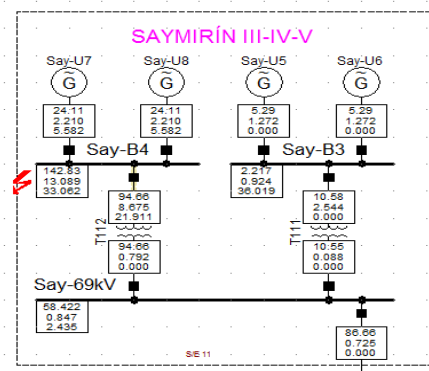 SAYMIRÍN III-IV-V
Say-U7 Say-U8 Say-U5 Say-U6
G̃ G̃ G̃ G̃
24.11 24.11 5.29 5.29
2.210 2.210 1.272 1.272
5.582 5.582 0.000 0.000
Say-B4 Say-B3
142.83 2.217
13.089 0.924
33.062 36.019
94.66 10.58
8.675 2.544
21.911 0.000
T112 T111
94.66 10.55
0.792 0.088
0.000 0.000
Say-69kV
58.422
0.847
2.435
86.66
0.725
0.000
S/E 11